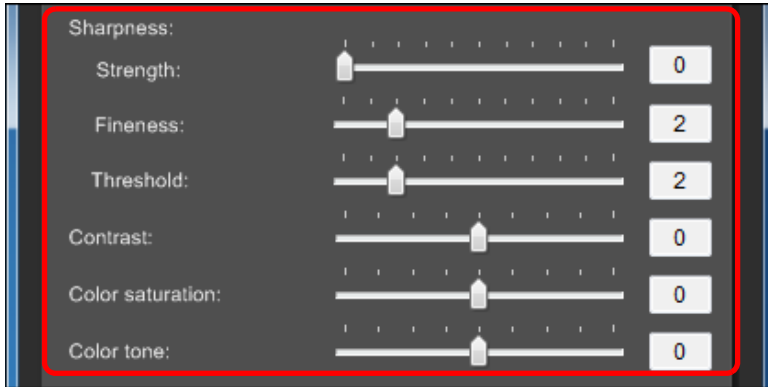 Sharpness:
Strength: 0
Fineness: 2
Threshold: 2
Contrast: 0
Color saturation: 0
Color tone: 0